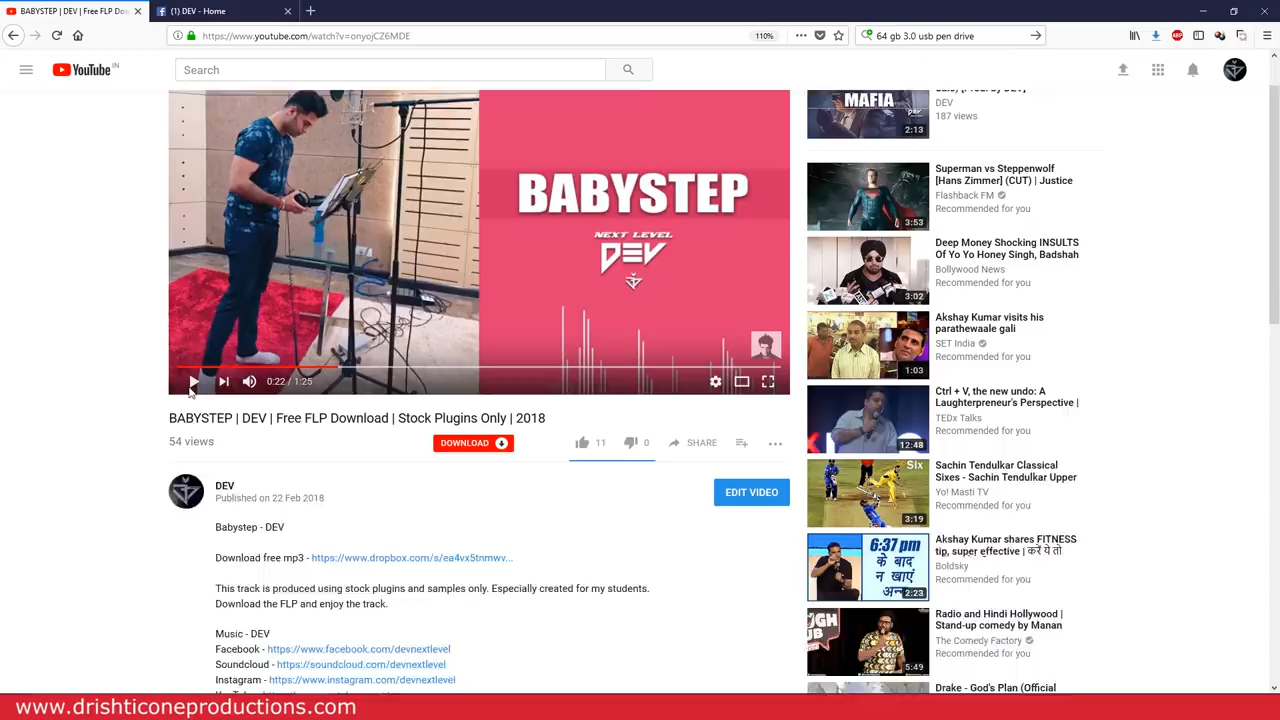 BABYSTEP | DEV | Free FLP Dow
(1) DEV - Home
https://www.youtube.com/watch?v=onyojCZ6MDE
110%
64 gb 3.0 usb pen drive
YouTube IN
Search
MAFIA
2:13
DEV
187 views
BABYSTEP
NEXT LEVEL
DEV
0:22 / 1:25
BABYSTEP | DEV | Free FLP Download | Stock Plugins Only | 2018
54 views
DOWNLOAD
11
0
SHARE
DEV
Published on 22 Feb 2018
EDIT VIDEO
Babystep - DEV
Download free mp3 - https://www.dropbox.com/s/ea4vx5tnmwv...
This track is produced using stock plugins and samples only. Especially created for my students.
Download the FLP and enjoy the track.
Music - DEV
Facebook - https://www.facebook.com/devnextlevel
Soundcloud - https://soundcloud.com/devnextlevel
Instagram - https://www.instagram.com/devnextlevel
Superman vs Steppenwolf
[Hans Zimmer] (CUT) | Justice
Flashback FM
Recommended for you
3:53
Deep Money Shocking INSULTS
Of Yo Yo Honey Singh, Badshah
Bollywood News
Recommended for you
3:02
Akshay Kumar visits his
parathewaale gali
SET India
Recommended for you
1:03
Ctrl + V, the new undo: A
Laughterpreneur's Perspective |
TEDx Talks
Recommended for you
12:48
Six
Sachin Tendulkar Classical
Sixes - Sachin Tendulkar Upper
Yo! Masti TV
Recommended for you
3:19
6:37 pm
के बाद
न खाएं
अन्न
2:23
Akshay Kumar shares FITNESS
tip, super effective | करें ये तो
Boldsky
Recommended for you
Radio and Hindi Hollywood |
Stand-up comedy by Manan
The Comedy Factory
Recommended for you
5:49
Drake - God's Plan (Official
www.drishticoneproductions.com